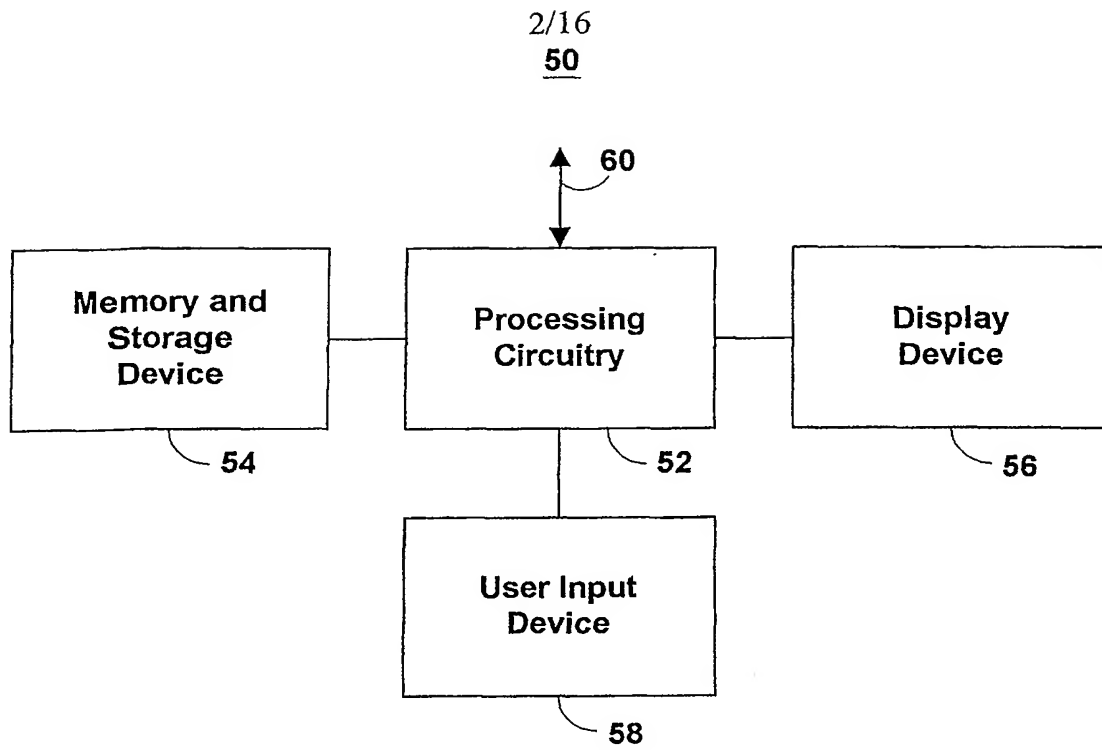 2/16
50
60
Memory and
Storage
Device
Processing
Circuitry
Display
Device
54
52
56
User Input
Device
58